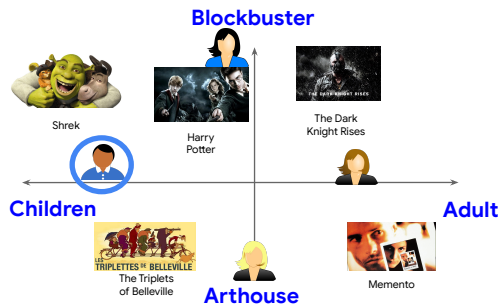 Blockbuster
THE DARK KNIGHT RISES
Shrek
Harry
Potter
The Dark
Knight Rises
Children
Adult
LES
TRIPLETTES DE BELLEVILLE
The Triplets
of Belleville
Memento
Arthouse